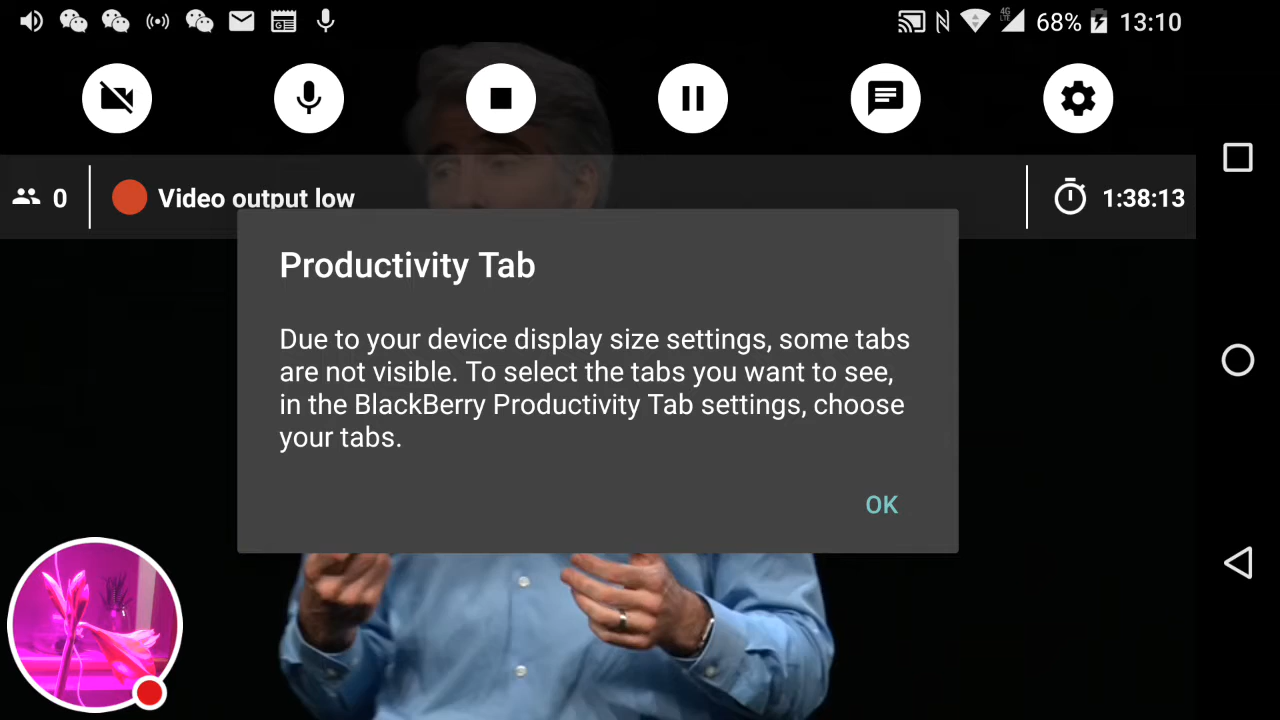 4G
LTE
68%
13:10
0
Video output low
1:38:13
Productivity Tab
Due to your device display size settings, some tabs
are not visible. To select the tabs you want to see,
in the BlackBerry Productivity Tab settings, choose
your tabs.
OK